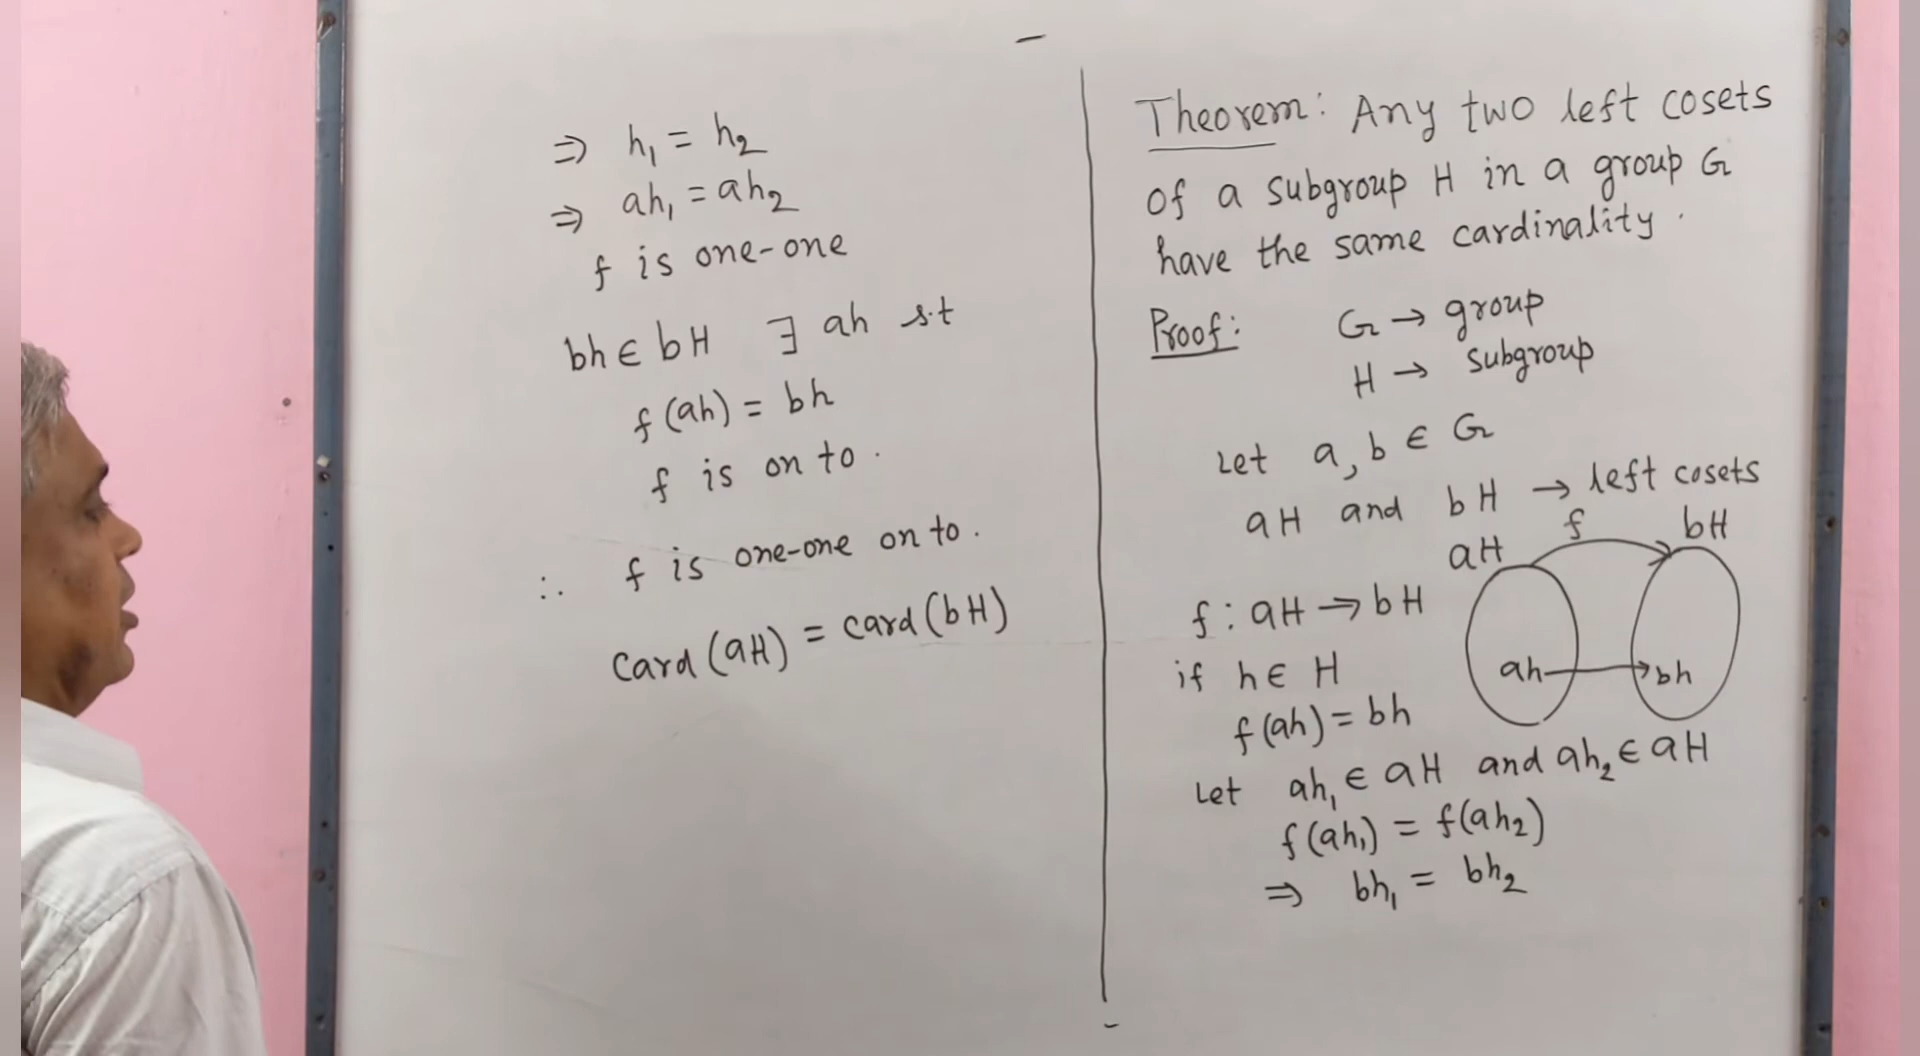 Theorem: Any two left cosets
of a subgroup H in a group G
have the same cardinality.
Proof: G → group
H → subgroup
Let a, b ∈ G
aH and bH → left cosets
aH f bH
f : aH → bH
if h ∈ H
ah → bh
f(ah) = bh
Let ah₁ ∈ aH and ah₂ ∈ aH
f(ah₁) = f(ah₂)
⇒ bh₁ = bh₂
⇒ h₁ = h₂
⇒ ah₁ = ah₂
f is one-one
bh ∈ bH ∃ ah s.t
f(ah) = bh
f is on to.
∴ f is one-one on to.
card(aH) = card(bH)